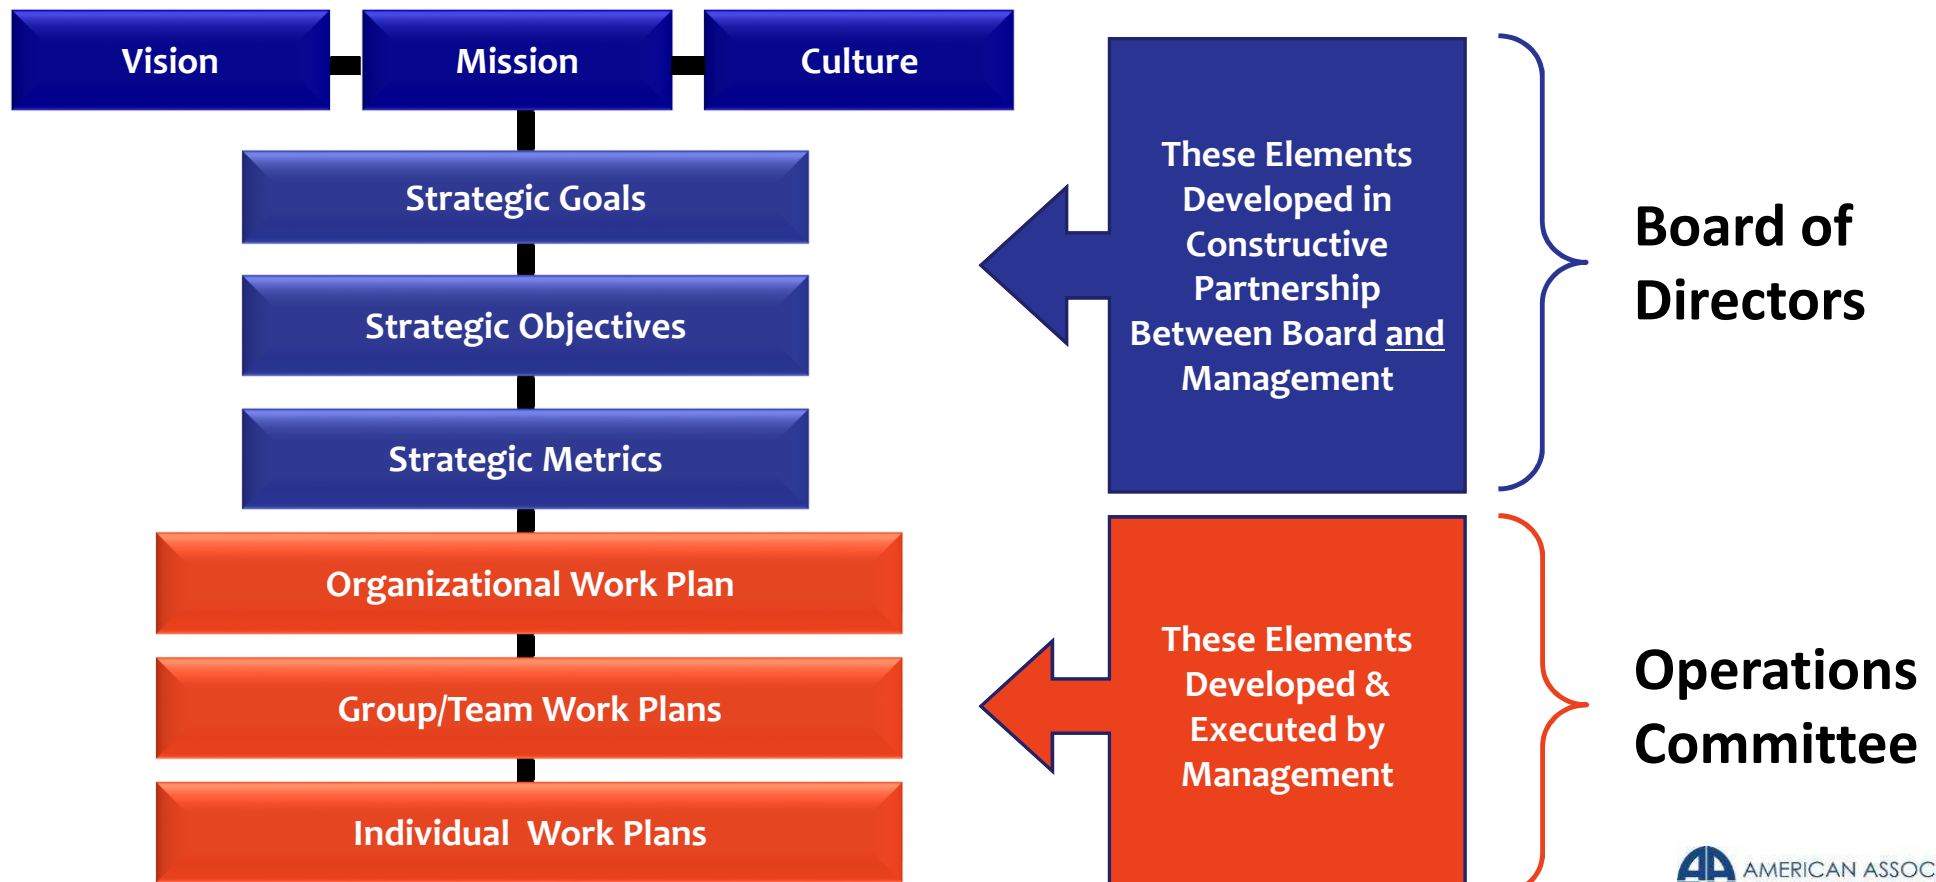 Vision
Mission
Culture
Strategic Goals
Strategic Objectives
Strategic Metrics
Organizational Work Plan
Group/Team Work Plans
Individual Work Plans
These Elements
Developed in
Constructive
Partnership
Between Board and
Management
These Elements
Developed &
Executed by
Management
Board of
Directors
Operations
Committee
AMERICAN ASSOC